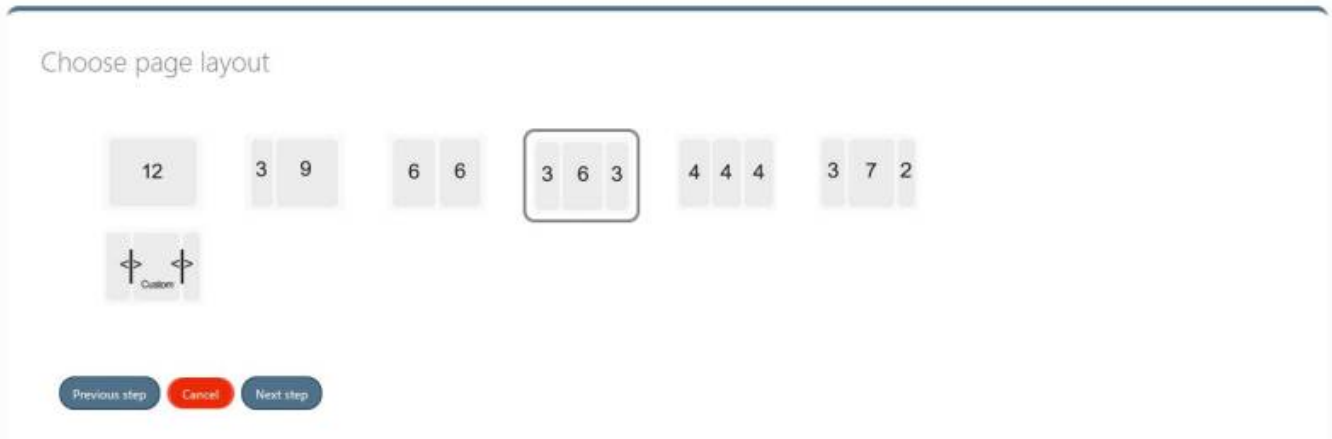 Choose page layout
12 3 9 6 6 3 6 3 4 4 4 3 7 2
<> Custom <>
Previous step Cancel Next step